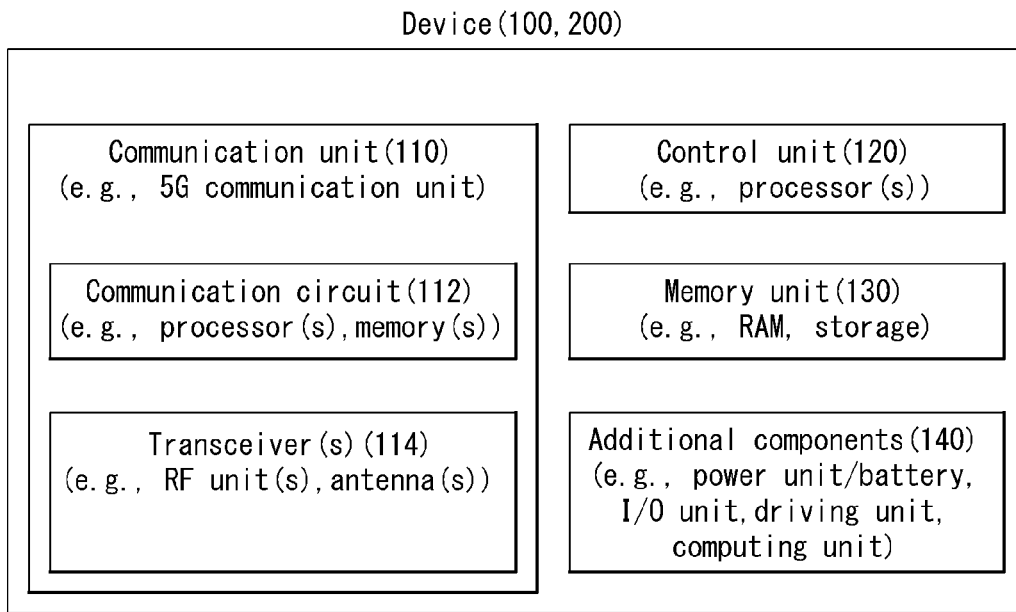 Device(100,200)
Communication unit(110)
(e.g., 5G communication unit)
Communication circuit(112)
(e.g., processor(s),memory(s))
Transceiver(s)(114)
(e.g., RF unit(s),antenna(s))
Control unit(120)
(e.g., processor(s))
Memory unit(130)
(e.g., RAM, storage)
Additional components(140)
(e.g., power unit/battery,
I/O unit,driving unit,
computing unit)